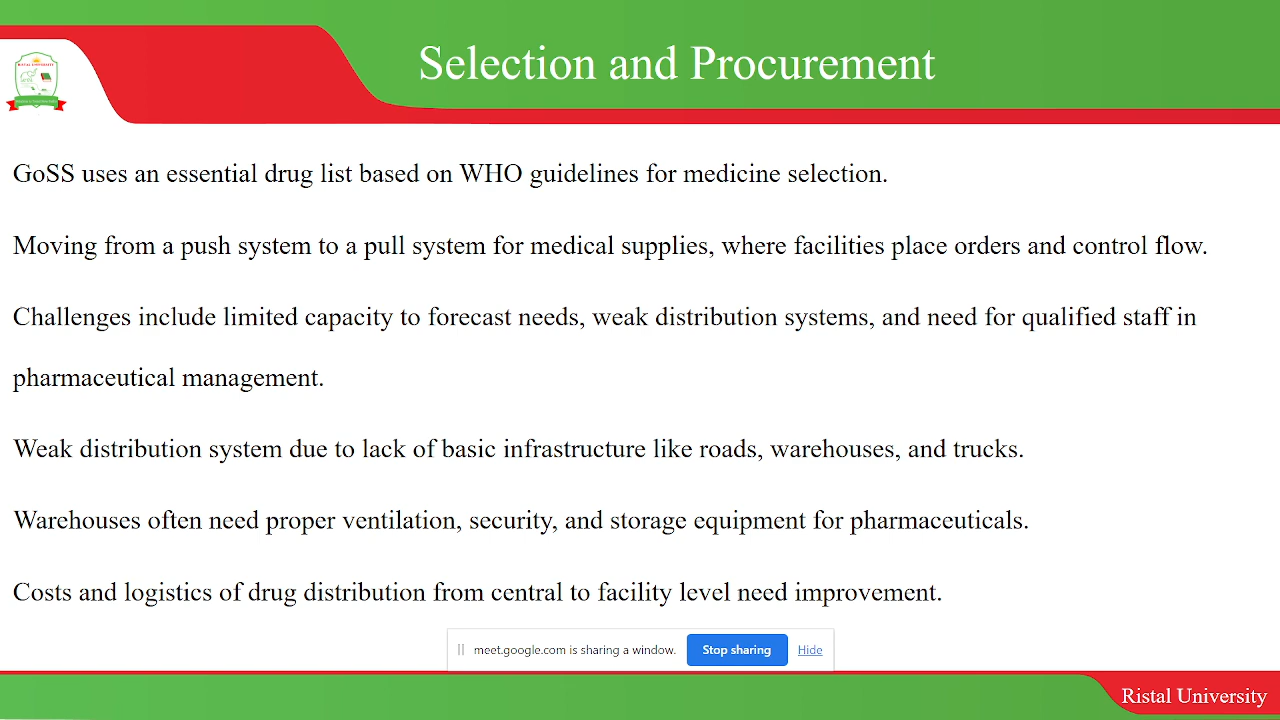 Selection and Procurement
RISTAL UNIVERSITY
GoSS uses an essential drug list based on WHO guidelines for medicine selection.
Moving from a push system to a pull system for medical supplies, where facilities place orders and control flow.
Challenges include limited capacity to forecast needs, weak distribution systems, and need for qualified staff in
pharmaceutical management.
Weak distribution system due to lack of basic infrastructure like roads, warehouses, and trucks.
Warehouses often need proper ventilation, security, and storage equipment for pharmaceuticals.
Costs and logistics of drug distribution from central to facility level need improvement.
meet.google.com is sharing a window. Stop sharing Hide
Ristal University